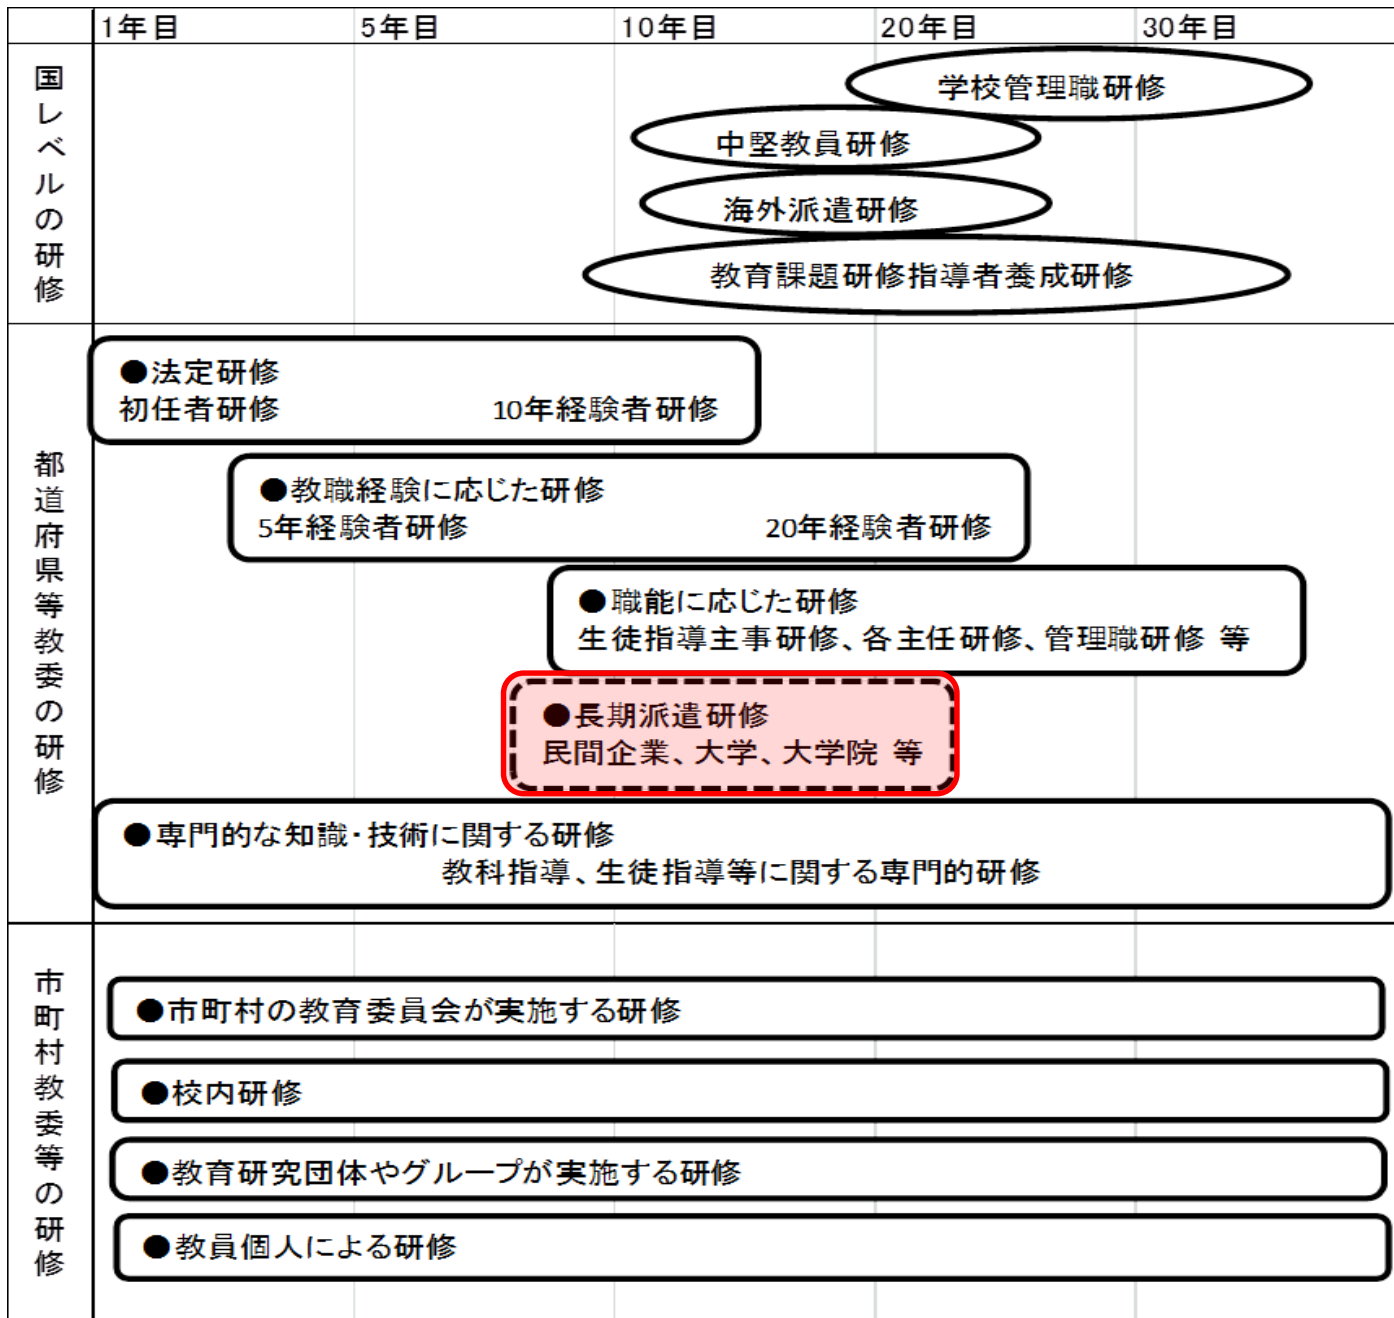 1年目 5年目 10年目 20年目 30年目
国レベルの研修
学校管理職研修
中堅教員研修
海外派遣研修
教育課題研修指導者養成研修
都道府県等教委の研修
●法定研修
初任者研修 10年経験者研修
●教職経験に応じた研修
5年経験者研修 20年経験者研修
●職能に応じた研修
生徒指導主事研修、各主任研修、管理職研修 等
●長期派遣研修
民間企業、大学、大学院 等
●専門的な知識・技術に関する研修
教科指導、生徒指導等に関する専門的研修
市町村教委等の研修
●市町村の教育委員会が実施する研修
●校内研修
●教育研究団体やグループが実施する研修
●教員個人による研修